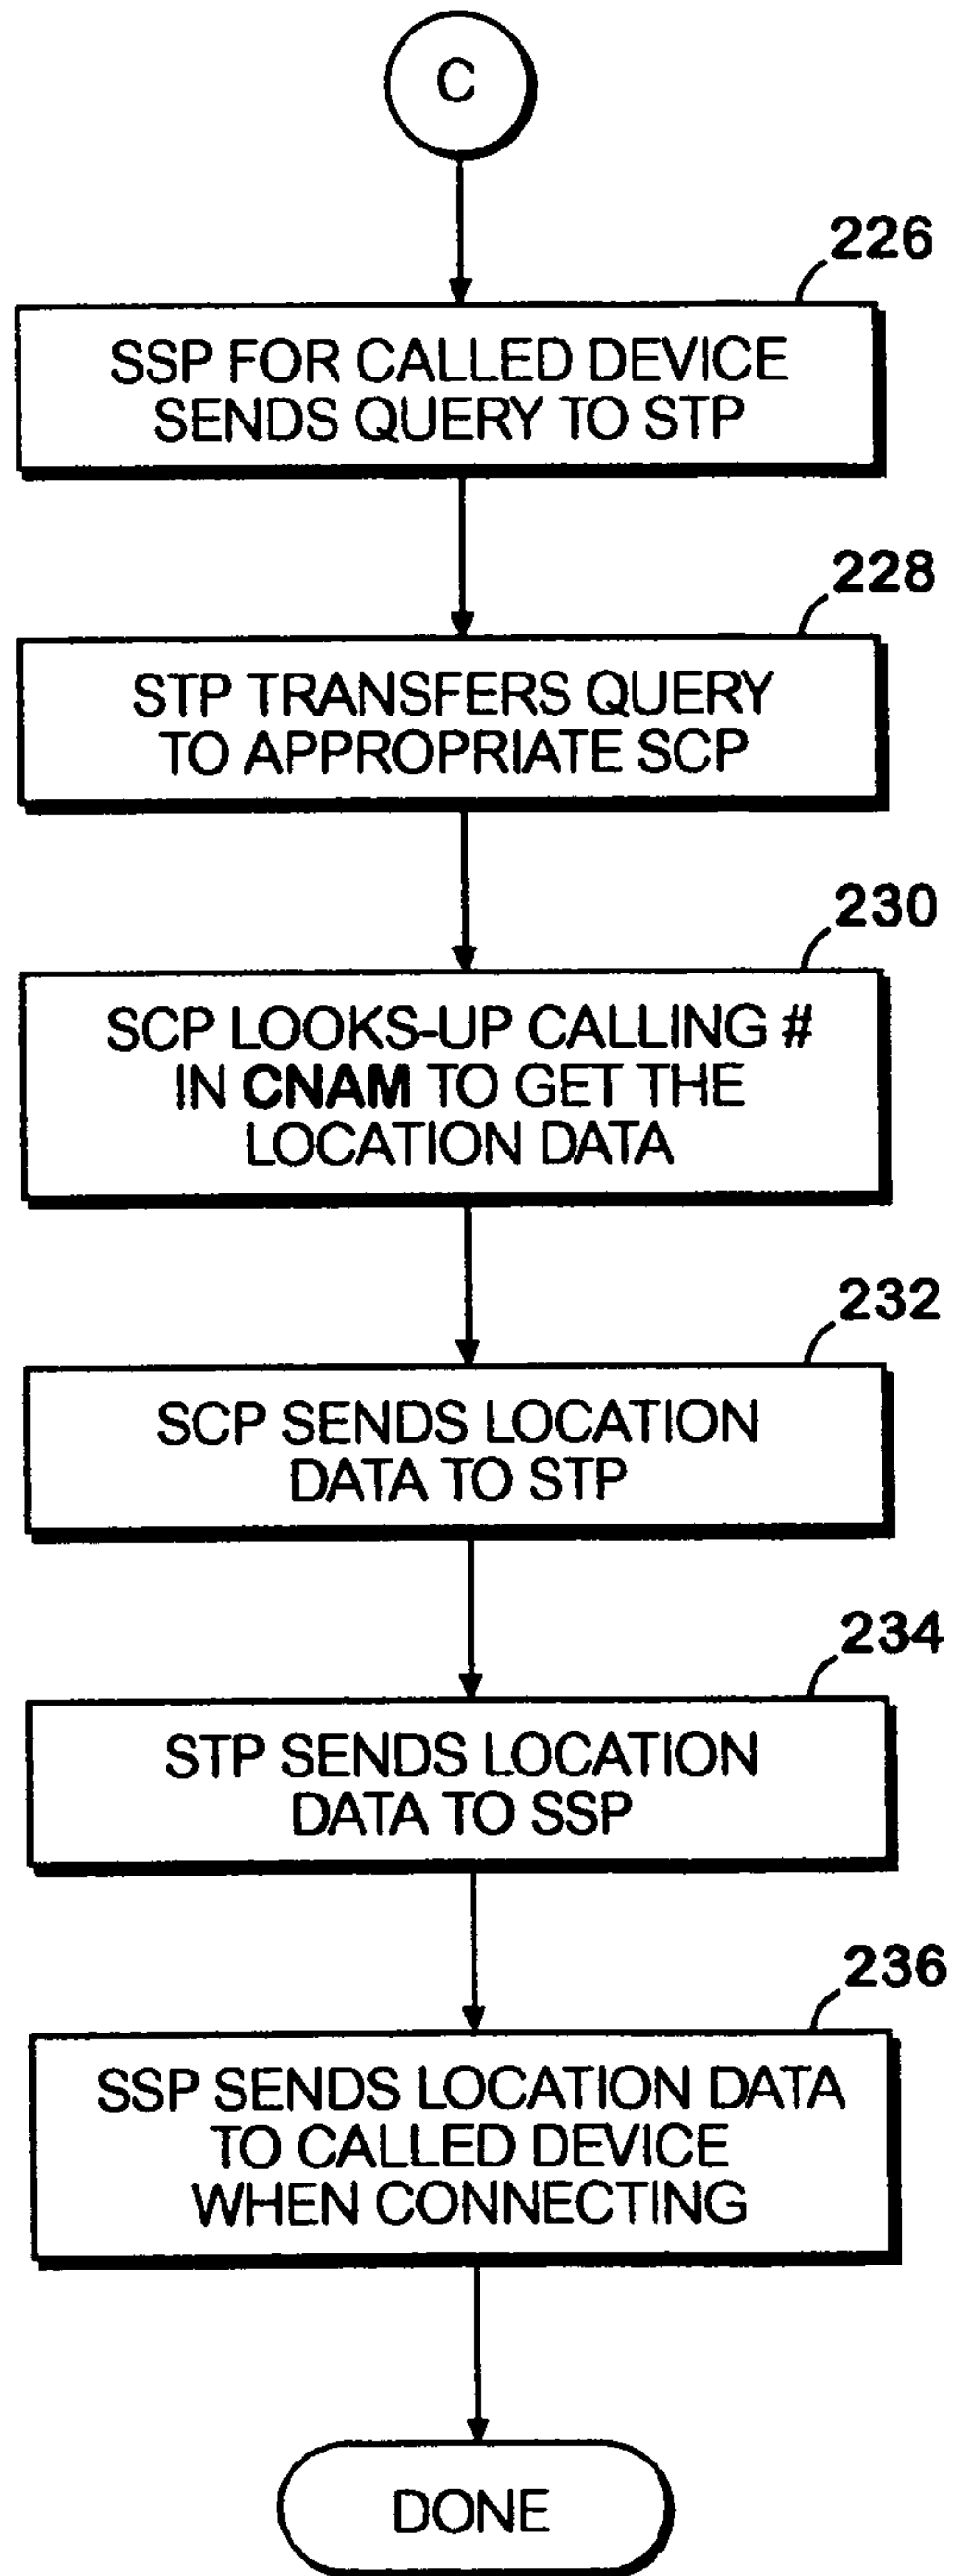 C
226
SSP FOR CALLED DEVICE
SENDS QUERY TO STP
228
STP TRANSFERS QUERY
TO APPROPRIATE SCP
230
SCP LOOKS-UP CALLING #
IN CNAM TO GET THE
LOCATION DATA
232
SCP SENDS LOCATION
DATA TO STP
234
STP SENDS LOCATION
DATA TO SSP
236
SSP SENDS LOCATION DATA
TO CALLED DEVICE
WHEN CONNECTING
DONE